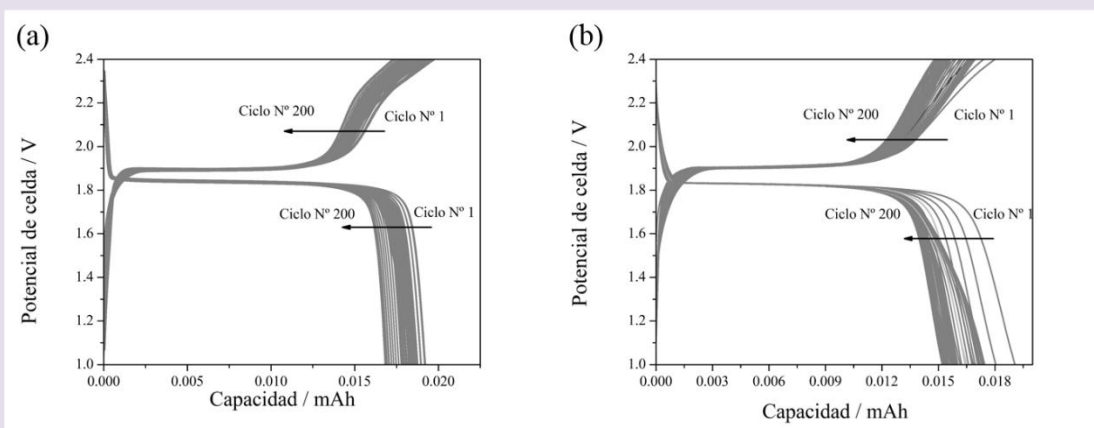 (a)
2.4
2.2
2.0
1.8
1.6
1.4
1.2
1.0
Potencial de celda / V
Ciclo Nº 200
Ciclo Nº 1
Ciclo Nº 200
Ciclo Nº 1
0.000 0.005 0.010 0.015 0.020
Capacidad / mAh
(b)
2.4
2.2
2.0
1.8
1.6
1.4
1.2
1.0
Potencial de celda / V
Ciclo Nº 200
Ciclo Nº 1
Ciclo Nº 200
Ciclo Nº 1
0.000 0.003 0.006 0.009 0.012 0.015 0.018
Capacidad / mAh